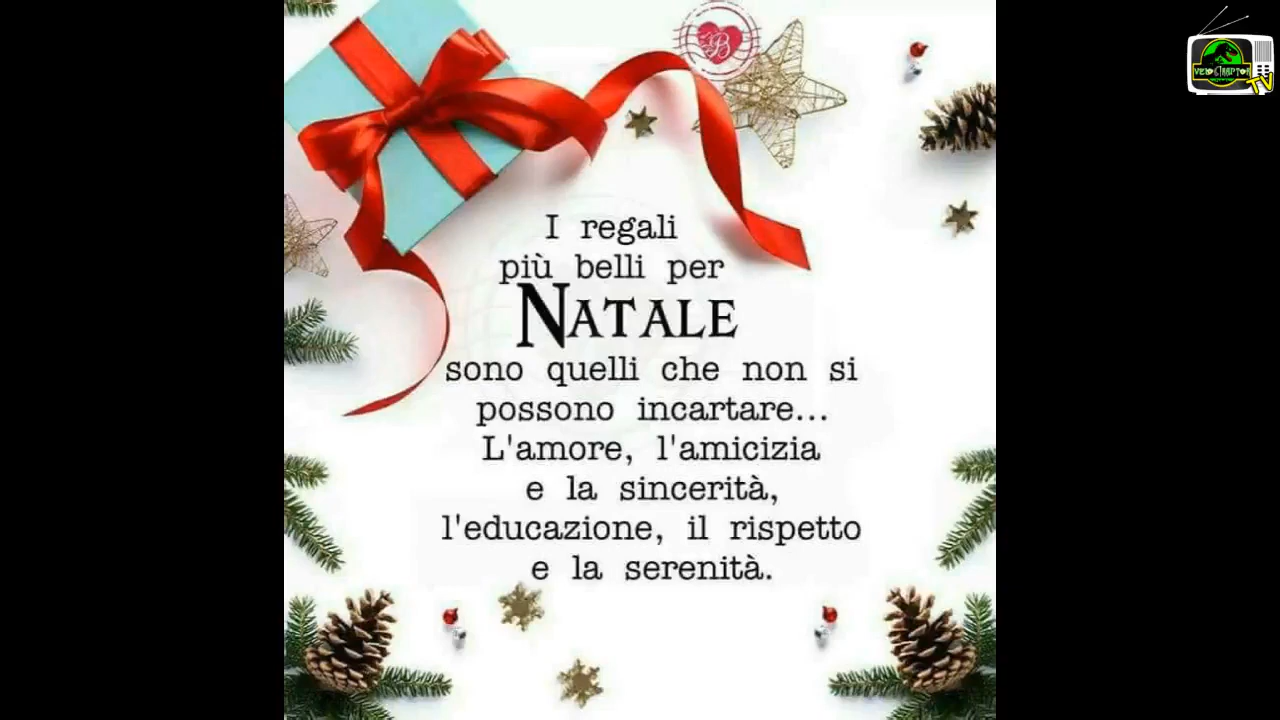 I regali
più belli per
NATALE
sono quelli che non si
possono incartare...
L'amore, l'amicizia
e la sincerità,
l'educazione, il rispetto
e la serenità.
B
TV